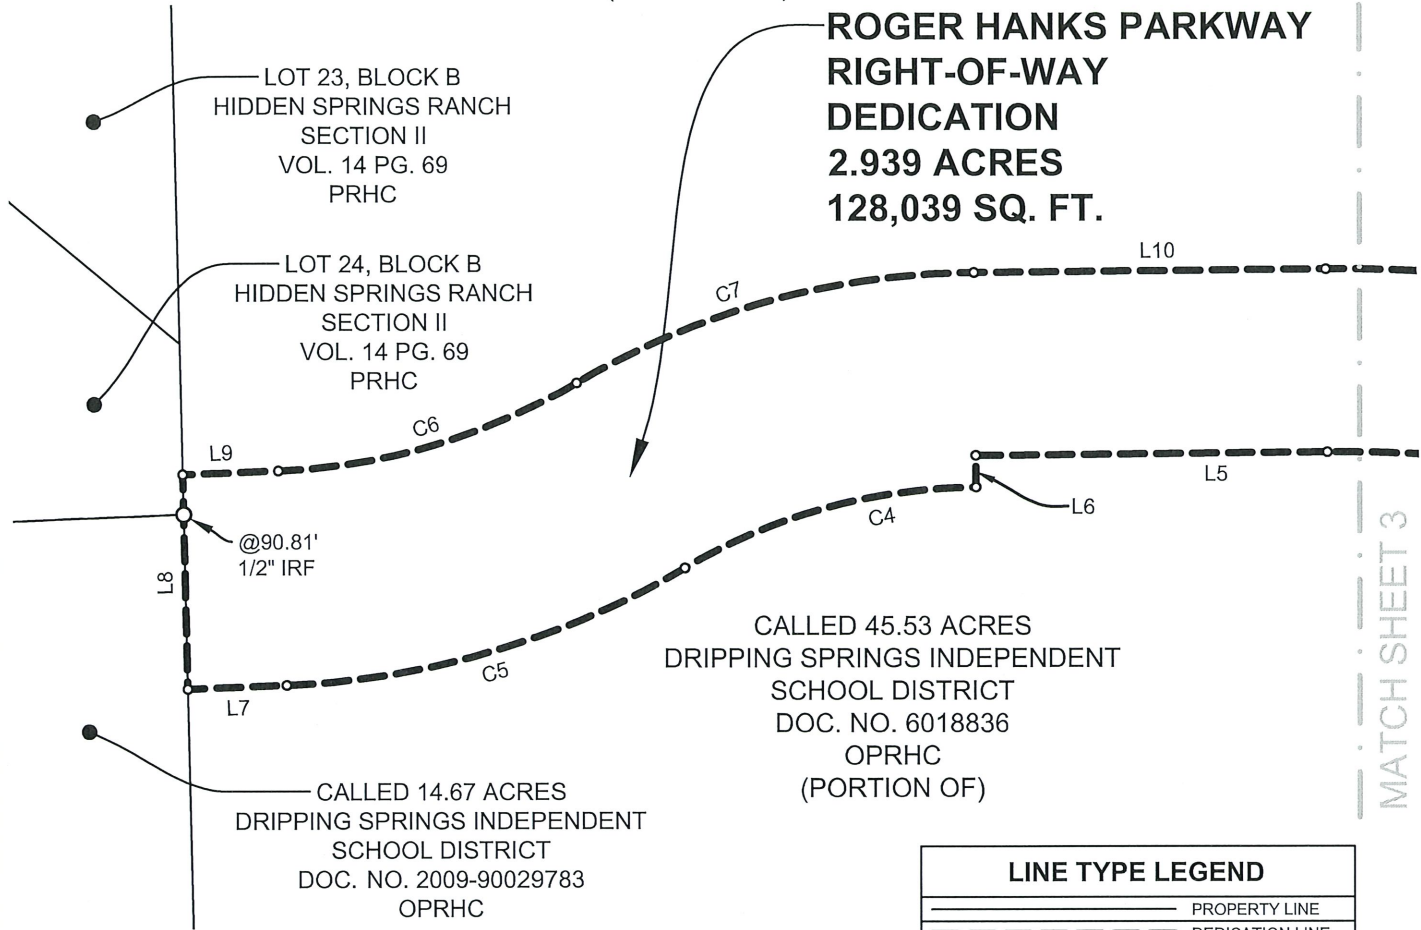 ROGER HANKS PARKWAY
RIGHT-OF-WAY
DEDICATION
2.939 ACRES
128,039 SQ. FT.
LOT 23, BLOCK B
HIDDEN SPRINGS RANCH
SECTION II
VOL. 14 PG. 69
PRHC
LOT 24, BLOCK B
HIDDEN SPRINGS RANCH
SECTION II
VOL. 14 PG. 69
PRHC
L10
C7
C6
L9
L5
L6
C4
@90.81'
1/2" IRF
L8
C5
L7
MATCH SHEET 3
CALLED 45.53 ACRES
DRIPPING SPRINGS INDEPENDENT
SCHOOL DISTRICT
DOC. NO. 6018836
OPRHC
(PORTION OF)
CALLED 14.67 ACRES
DRIPPING SPRINGS INDEPENDENT
SCHOOL DISTRICT
DOC. NO. 2009-90029783
OPRHC
LINE TYPE LEGEND
PROPERTY LINE
DEDICATION LINE